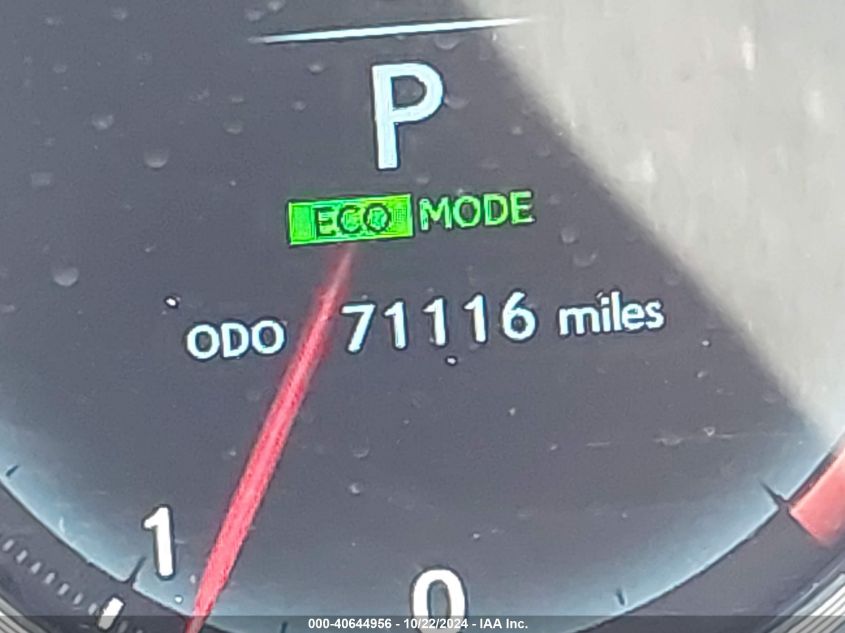 P
ECO MODE
ODO 71116 miles
1
0
000-40644956 - 10/22/2024 - IAA Inc.